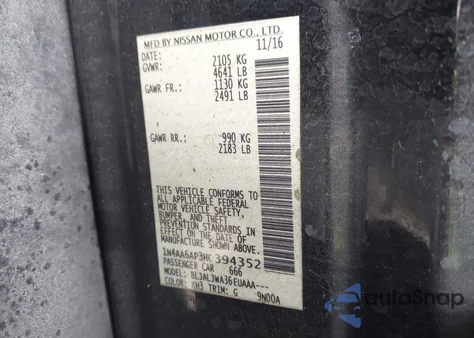 MFD BY NISSAN MOTOR CO., LTD.
DATE: 11/16
GVWR: 2105 KG
4641 LB
GAWR FR.: 1130 KG
2491 LB
GAWR RR.: 990 KG
2183 LB
THIS VEHICLE CONFORMS TO
ALL APPLICABLE FEDERAL
MOTOR VEHICLE SAFETY,
BUMPER, AND THEFT
PREVENTION STANDARDS
IN EFFECT ON THE DATE OF
MANUFACTURE SHOWN ABOVE.
1N4AA6AP3HC394352
PASSENGER CAR 666
MODEL: BLJALJWA36EUAAA---
COLOR: KH3 TRIM: G 9N00A
autoSnap